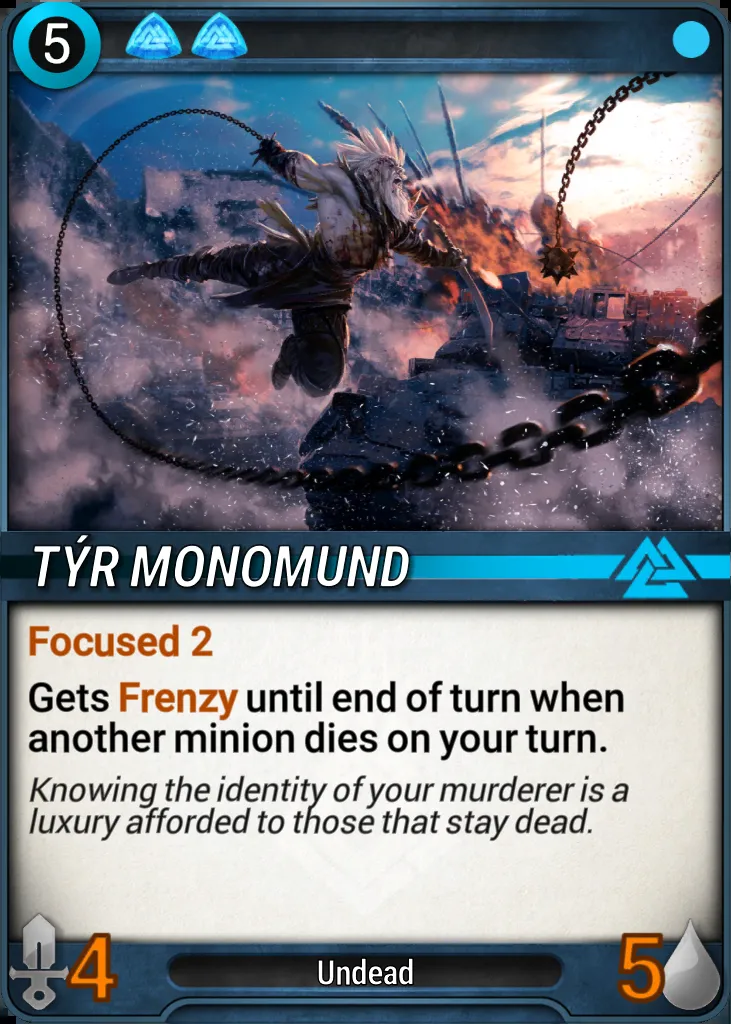 5
TÝR MONOMUND
Focused 2
Gets Frenzy until end of turn when
another minion dies on your turn.
Knowing the identity of your murderer is a
luxury afforded to those that stay dead.
4
Undead
5